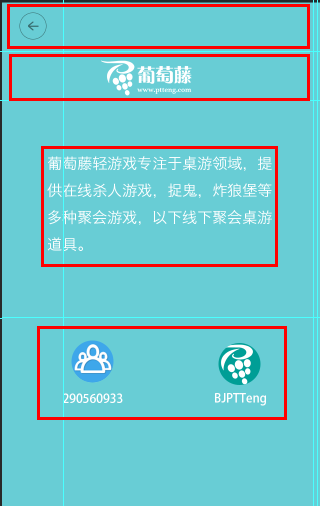 葡萄藤
www.ptteng.com
葡萄藤轻游戏专注于桌游领域，提
供在线杀人游戏，捉鬼，炸狼堡等
多种聚会游戏，以下线下聚会桌游
道具。
290560933
BJPTTeng